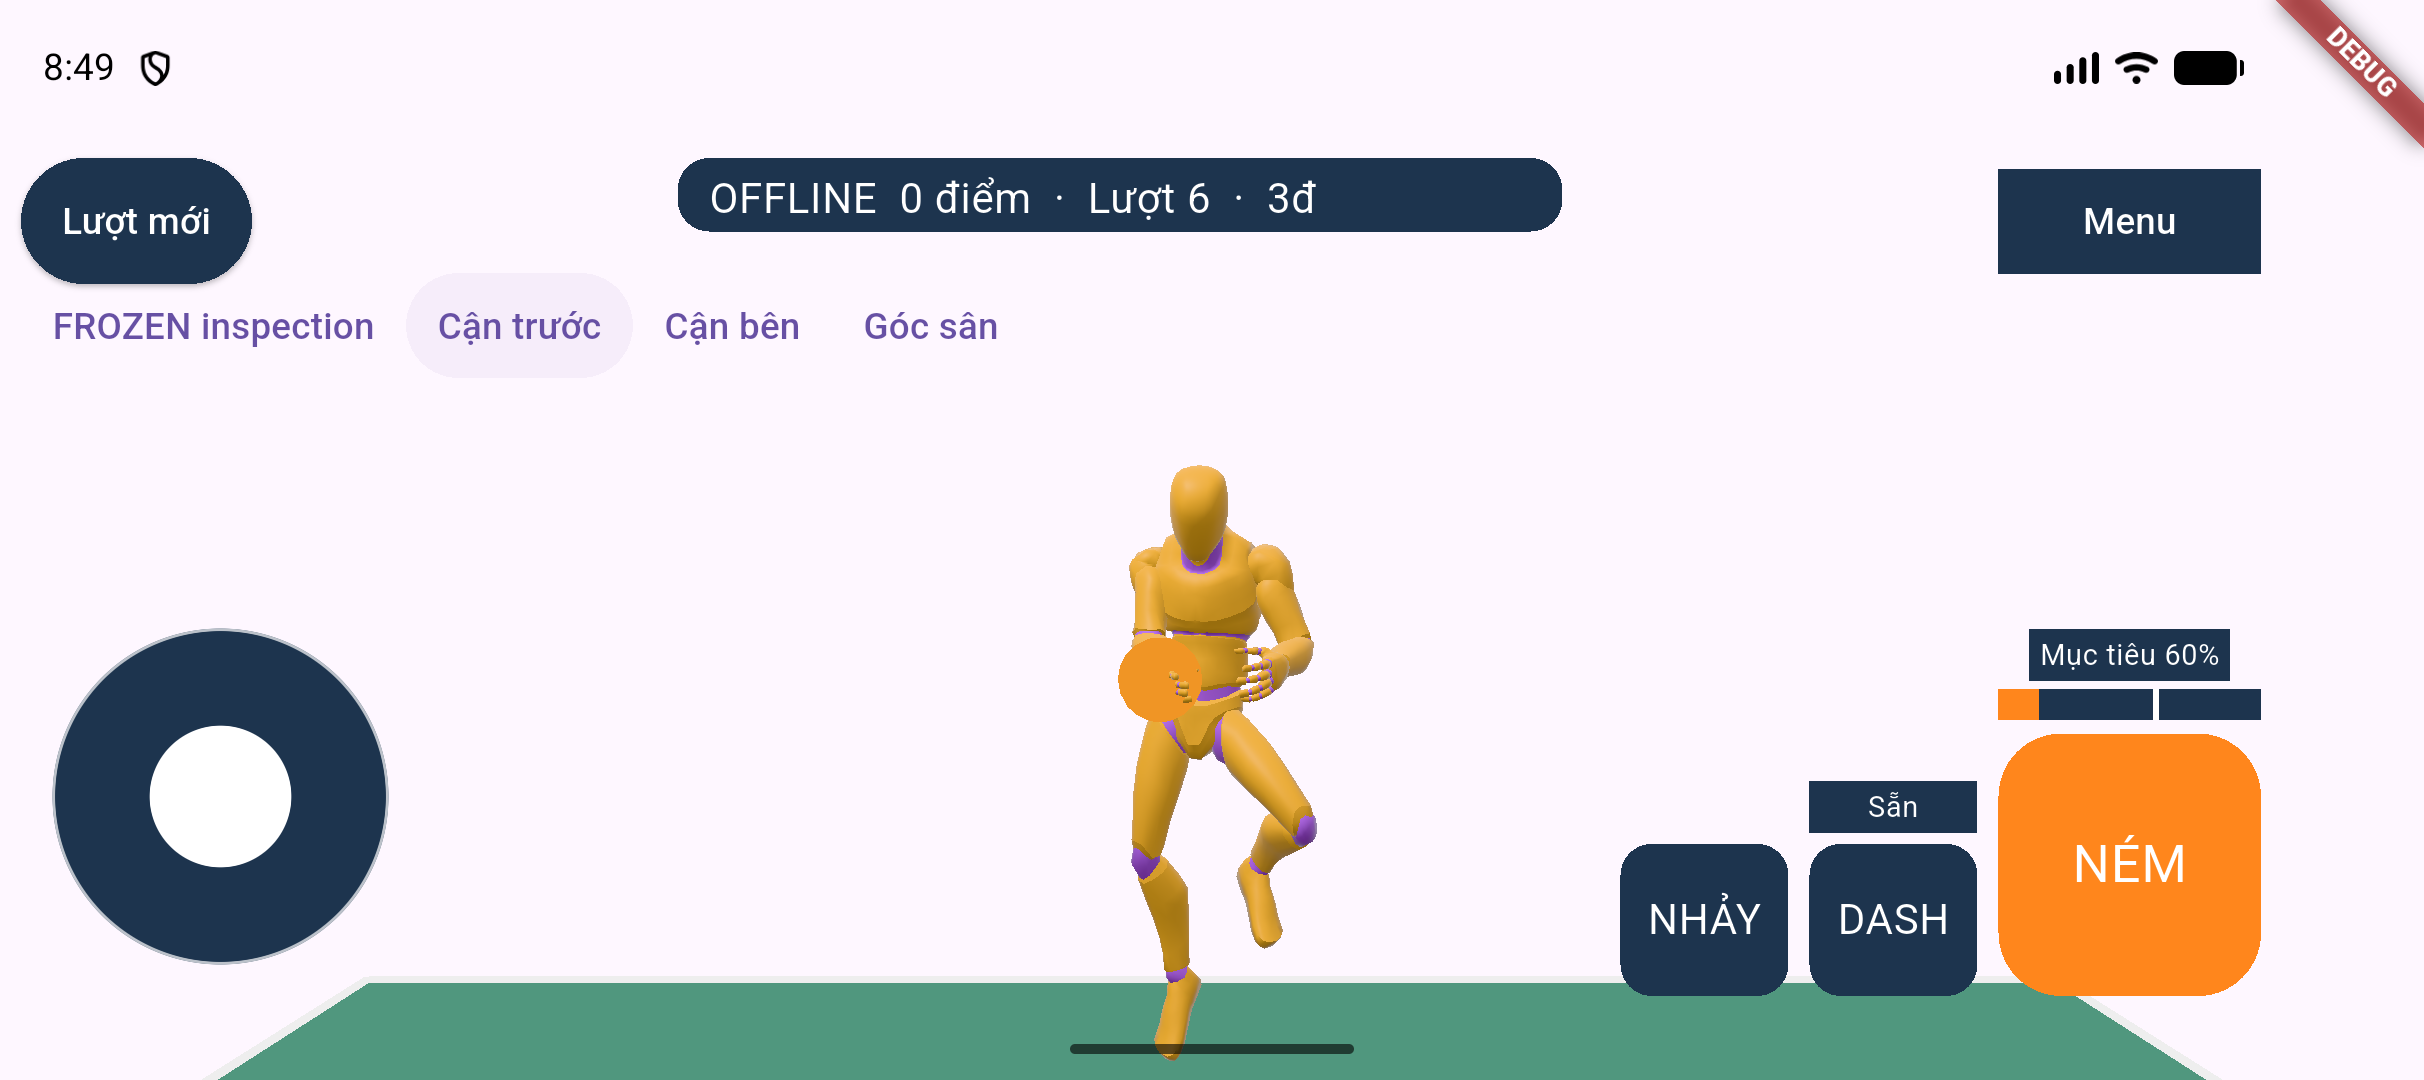 8:49
DEBUG
Lượt mới
OFFLINE 0 điểm · Lượt 6 · 3đ
Menu
FROZEN inspection
Cận trước
Cận bên
Góc sân
Mục tiêu 60%
Sẵn
NHẢY
DASH
NÉM